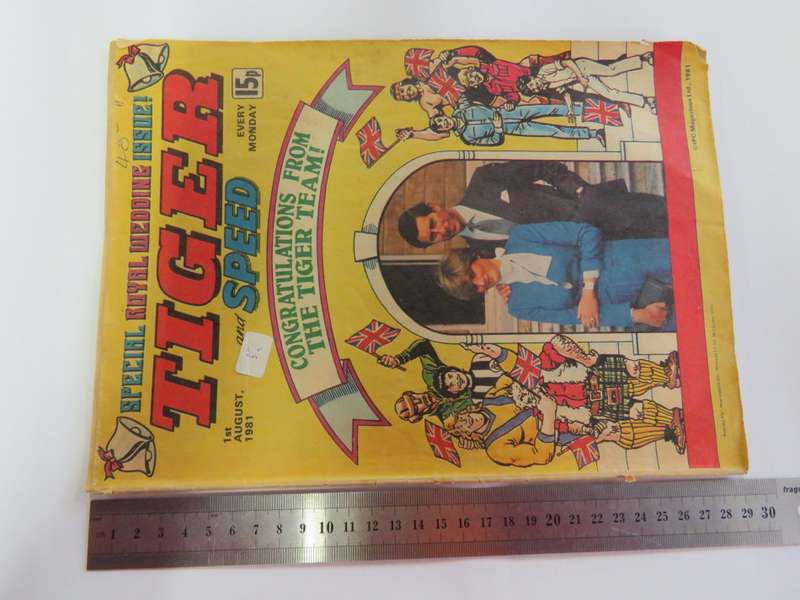 SPECIAL ROYAL WEDDING ISSUE!
TIGER
and SPEED
15p
EVERY
MONDAY
1st
AUGUST,
1981
CONGRATULATIONS FROM
THE TIGER TEAM!
©IPC Magazines Ltd., 1981
1 2 3 4 5 6 7 8 9 10 11 12 13 14 15 16 17 18 19 20 21 22 23 24 25 26 27 28 29 30